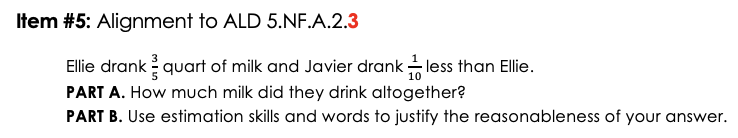 Item #5: Alignment to ALD 5.NF.A.2.3
Ellie drank 3/5 quart of milk and Javier drank 1/10 less than Ellie.
PART A. How much milk did they drink altogether?
PART B. Use estimation skills and words to justify the reasonableness of your answer.